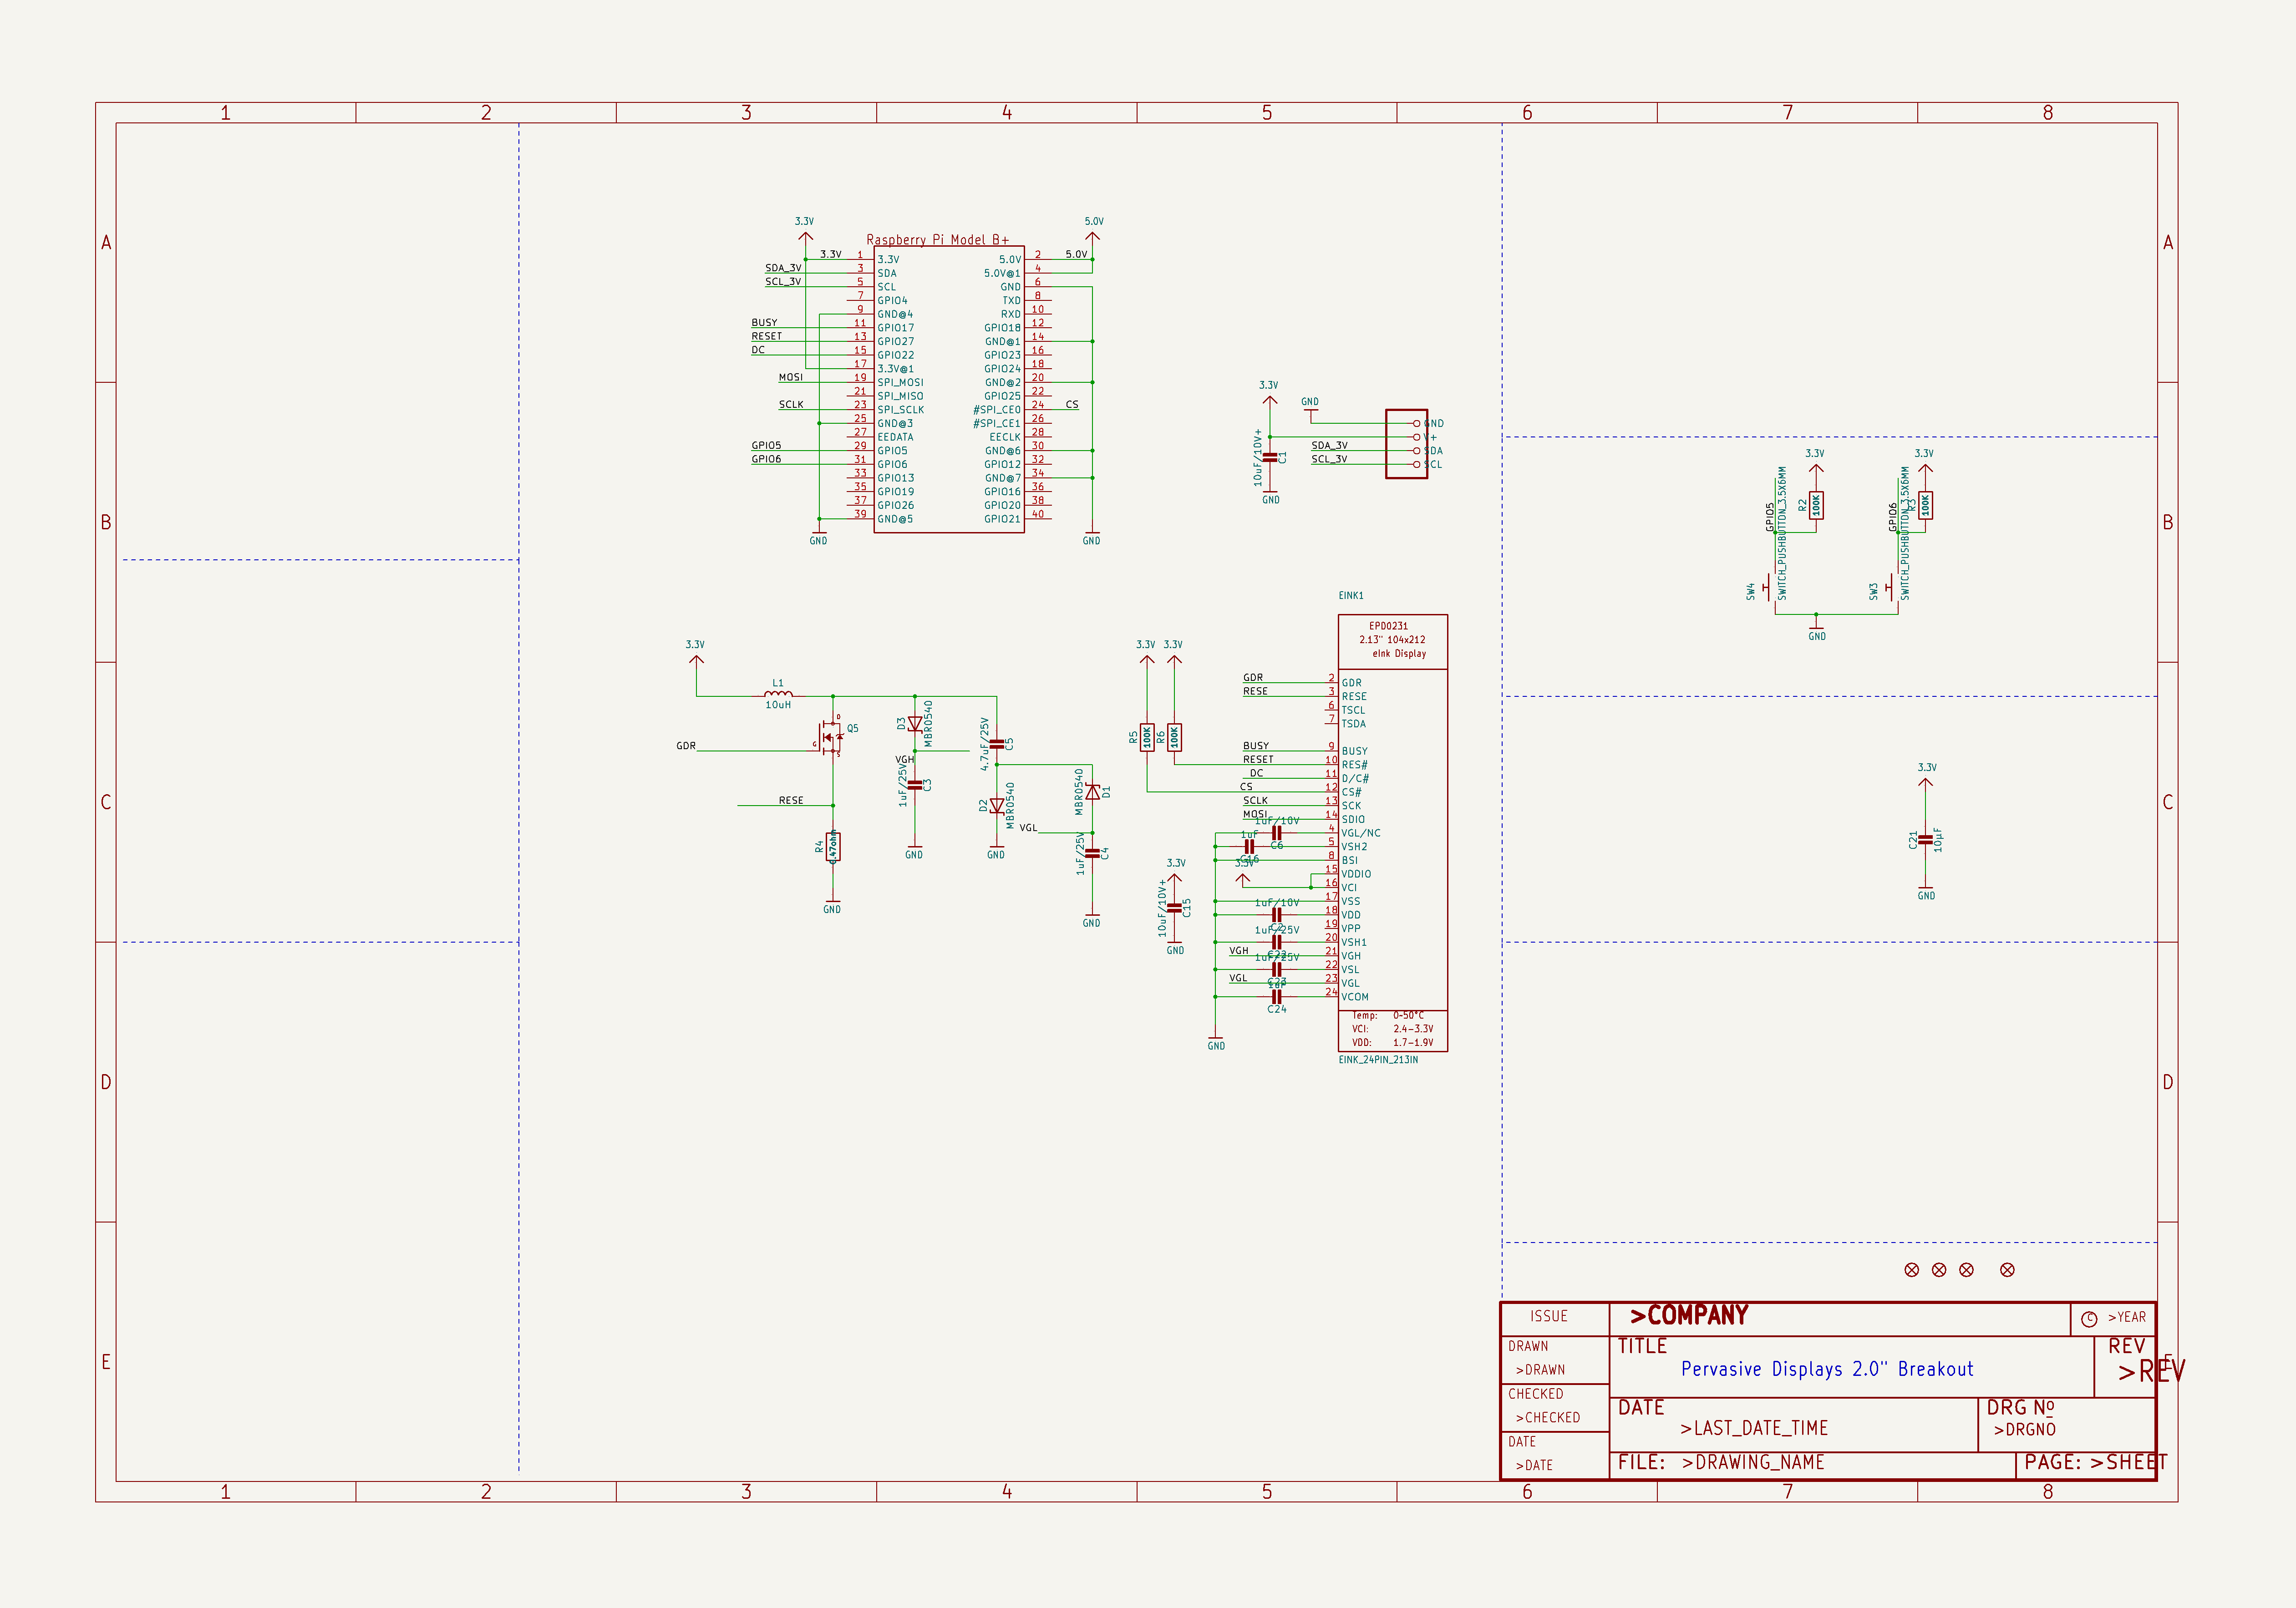 1 2 3 4 5 6 7 8
A A
B B
C C
D D
E E
3.3V
5.0V
Raspberry Pi Model B+
3.3V 1 3.3V 5.0V 2 5.0V
SDA_3V 3 SDA 5.0V@1 4
SCL_3V 5 SCL GND 6
7 GPIO4 TXD 8
9 GND@4 RXD 10
BUSY 11 GPIO17 GPIO18 12
RESET 13 GPIO27 GND@1 14
DC 15 GPIO22 GPIO23 16
17 3.3V@1 GPIO24 18
MOSI 19 SPI_MOSI GND@2 20
21 SPI_MISO GPIO25 22
SCLK 23 SPI_SCLK #SPI_CE0 24 CS
25 GND@3 #SPI_CE1 26
27 EEDATA EECLK 28
GPIO5 29 GPIO5 GND@6 30
GPIO6 31 GPIO6 GPIO12 32
33 GPIO13 GND@7 34
35 GPIO19 GPIO16 36
37 GPIO26 GPIO20 38
39 GND@5 GPIO21 40
GND
GND
3.3V
GND
GND
V+
SDA_3V SDA
SCL_3V SCL
10uF/10V+
C1
GND
3.3V
3.3V
GPIO5
SWITCH_PUSHBUTTON_3.5X6MM
R2
100K
GPIO6
SWITCH_PUSHBUTTON_3.5X6MM
R3
100K
SW4
SW3
GND
3.3V
L1
10uH
Q5
D
G
S
GDR
RESE
R4
0.47ohm
GND
D3
MBR0540
VGH
1uF/25V
C3
GND
4.7uF/25V
C5
D2
MBR0540
GND
MBR0540
D1
VGL
1uF/25V
C4
GND
EINK1
EPD0231
2.13" 104x212
eInk Display
3.3V 3.3V
R5
100K
R6
100K
GDR 2 GDR
RESE 3 RESE
6 TSCL
7 TSDA
BUSY 9 BUSY
RESET 10 RES#
DC 11 D/C#
CS 12 CS#
SCLK 13 SCK
MOSI 14 SDIO
1uF/10V
4 VGL/NC
1uF
C6
5 VSH2
C16
8 BSI
3.3V
3.3V
15 VDDIO
16 VCI
17 VSS
1uF/10V
18 VDD
C2
19 VPP
1uF/25V
20 VSH1
C22
VGH 21 VGH
1uF/25V
22 VSL
C23
VGL 23 VGL
1uF
24 VCOM
C24
10uF/10V+
C15
GND
GND
Temp: 0-50°C
VCI: 2.4-3.3V
VDD: 1.7-1.9V
EINK_24PIN_213IN
3.3V
C21
10µF
GND
ISSUE
>COMPANY
C >YEAR
DRAWN
>DRAWN
TITLE
Pervasive Displays 2.0" Breakout
REV
>REV
CHECKED
>CHECKED
DATE
>LAST_DATE_TIME
DRG Nº
>DRGNO
DATE
>DATE
FILE: >DRAWING_NAME
PAGE: >SHEET
1 2 3 4 5 6 7 8